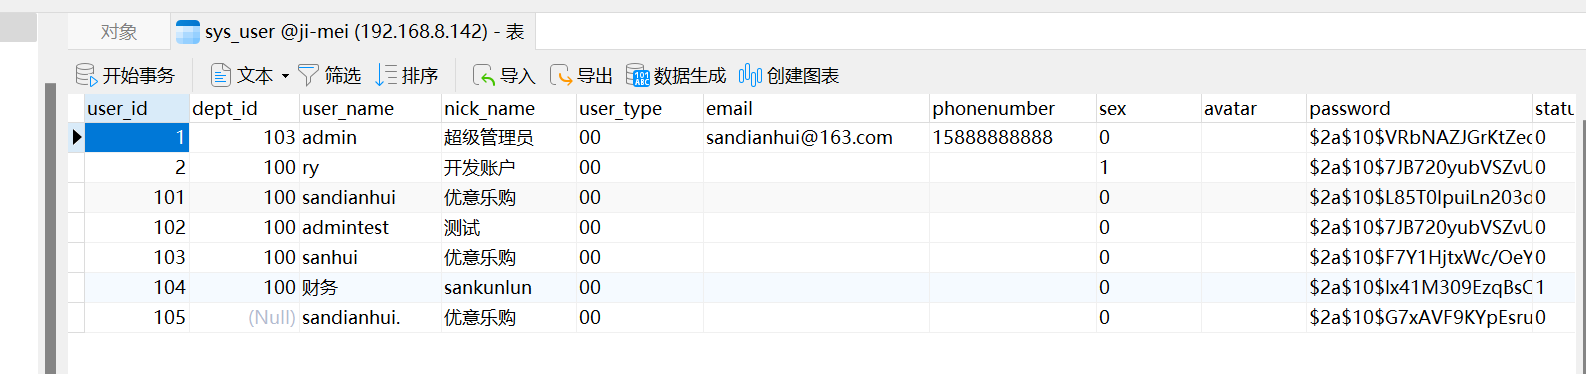 对象 sys_user @ji-mei (192.168.8.142) - 表
开始事务 文本 筛选 排序 导入 导出 数据生成 创建图表
user_id dept_id user_name nick_name user_type email phonenumber sex avatar password statu
1 103 admin 超级管理员 00 sandianhui@163.com 15888888888 0 $2a$10$VRbNAZJGrKtZec 0
2 100 ry 开发账户 00 1 $2a$10$7JB720yubVSZvU 0
101 100 sandianhui 优意乐购 00 0 $2a$10$L85T0lpuiLn203d 0
102 100 admintest 测试 00 0 $2a$10$7JB720yubVSZvU 0
103 100 sanhui 优意乐购 00 0 $2a$10$F7Y1HjtxWc/OeY 0
104 100 财务 sankunlun 00 0 $2a$10$lx41M309EzqBsC 1
105 (Null) sandianhui. 优意乐购 00 0 $2a$10$G7xAVF9KYpEsru 0